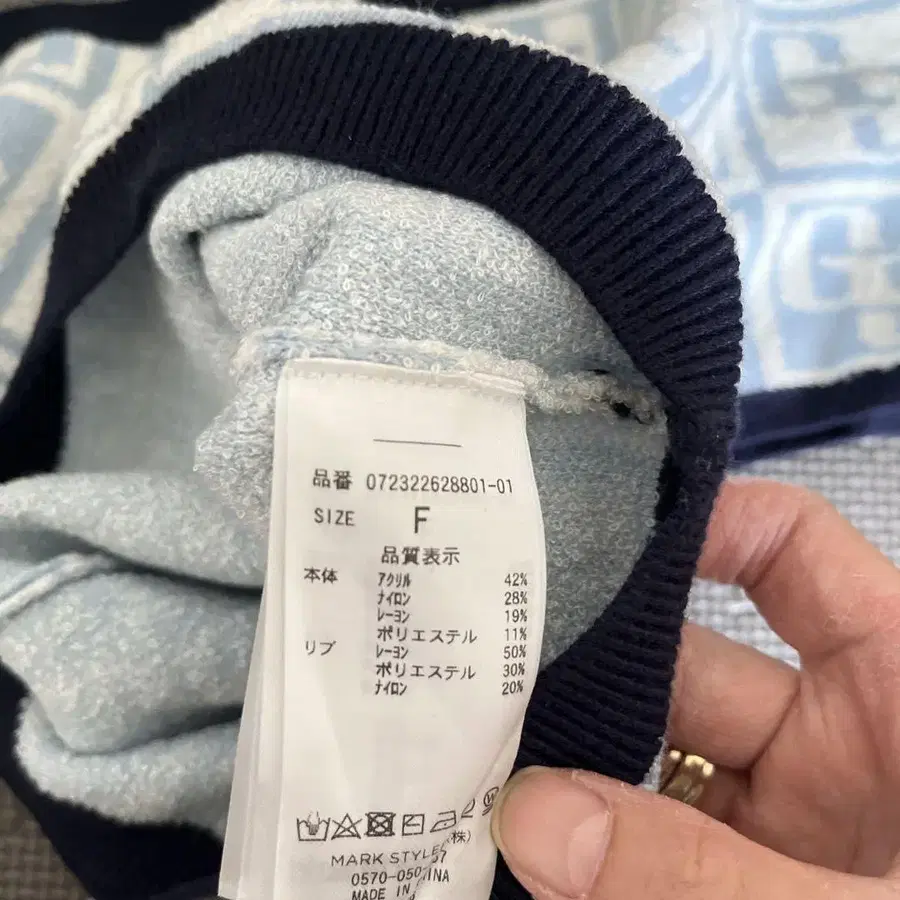 品番 072322628801-01
SIZE F
品質表示
本体 アクリル 42%
ナイロン 28%
レーヨン 19%
ポリエステル 11%
リブ レーヨン 50%
ポリエステル 30%
ナイロン 20%
MARK STYLE (株)
0570-050
MADE IN